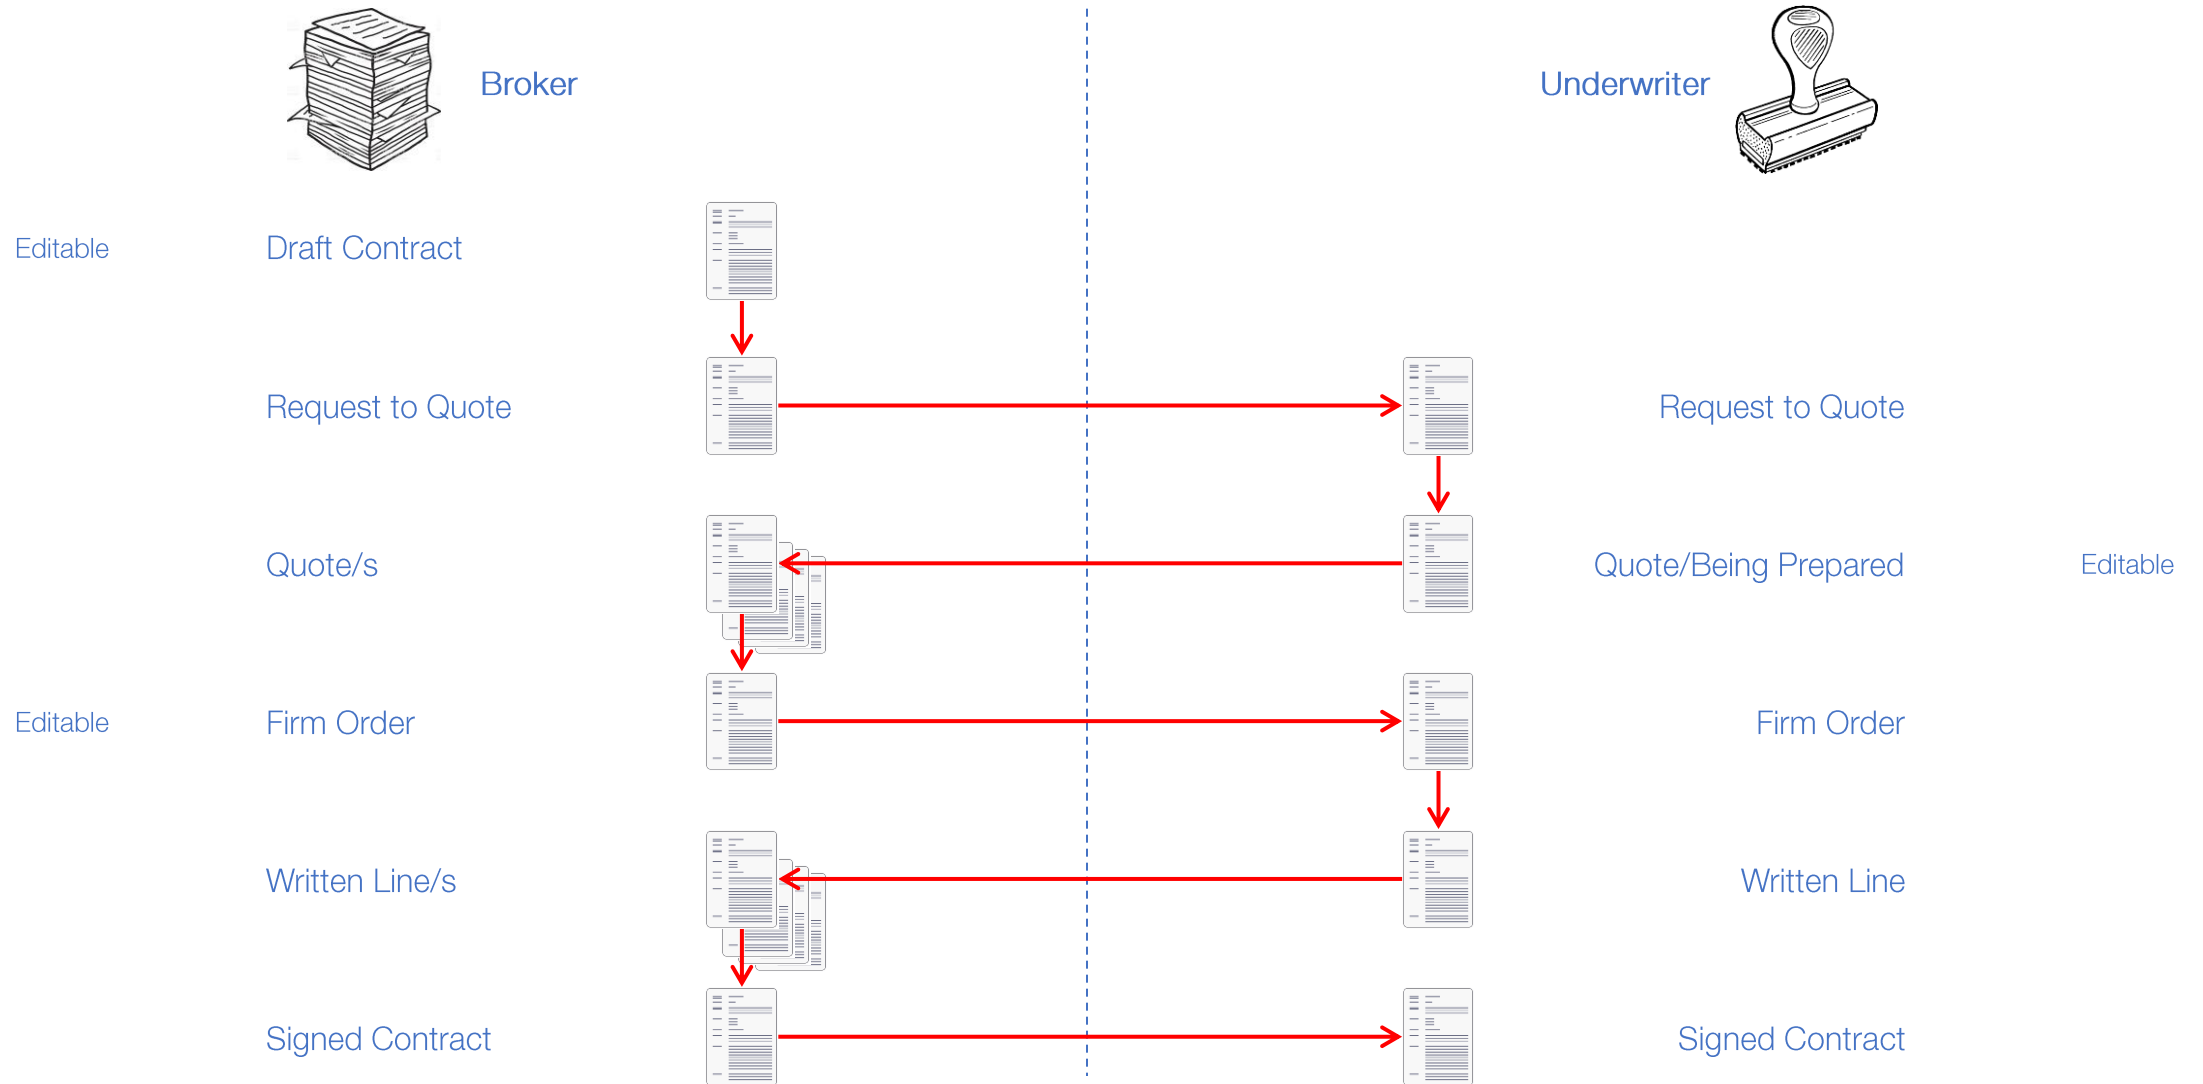 Broker
Underwriter
Editable
Draft Contract
Request to Quote
Request to Quote
Quote/s
Quote/Being Prepared
Editable
Editable
Firm Order
Firm Order
Written Line/s
Written Line
Signed Contract
Signed Contract